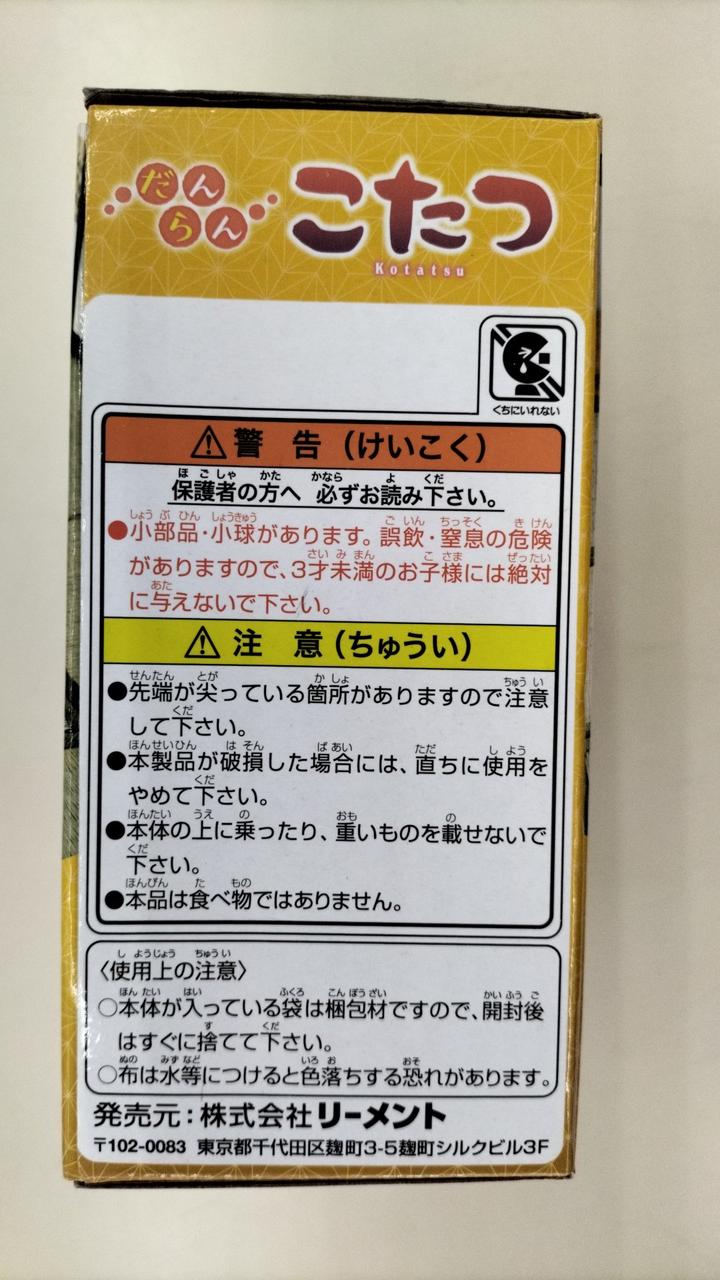 だんらん
こたつ
Kotatsu
くちにいれない
警 告（けいこく）
保護者の方へ 必ずお読み下さい。
●小部品・小球があります。誤飲・窒息の危険
がありますので、3才未満のお子様には絶対
に与えないで下さい。
注 意（ちゅうい）
●先端が尖っている箇所がありますので注意
して下さい。
●本製品が破損した場合には、直ちに使用を
やめて下さい。
●本体の上に乗ったり、重いものを載せないで
下さい。
●本品は食べ物ではありません。
〈使用上の注意〉
○本体が入っている袋は梱包材ですので、開封後
はすぐに捨てて下さい。
○布は水等につけると色落ちする恐れがあります。
発売元：株式会社リーメント
〒102-0083 東京都千代田区麹町3-5麹町シルクビル3F